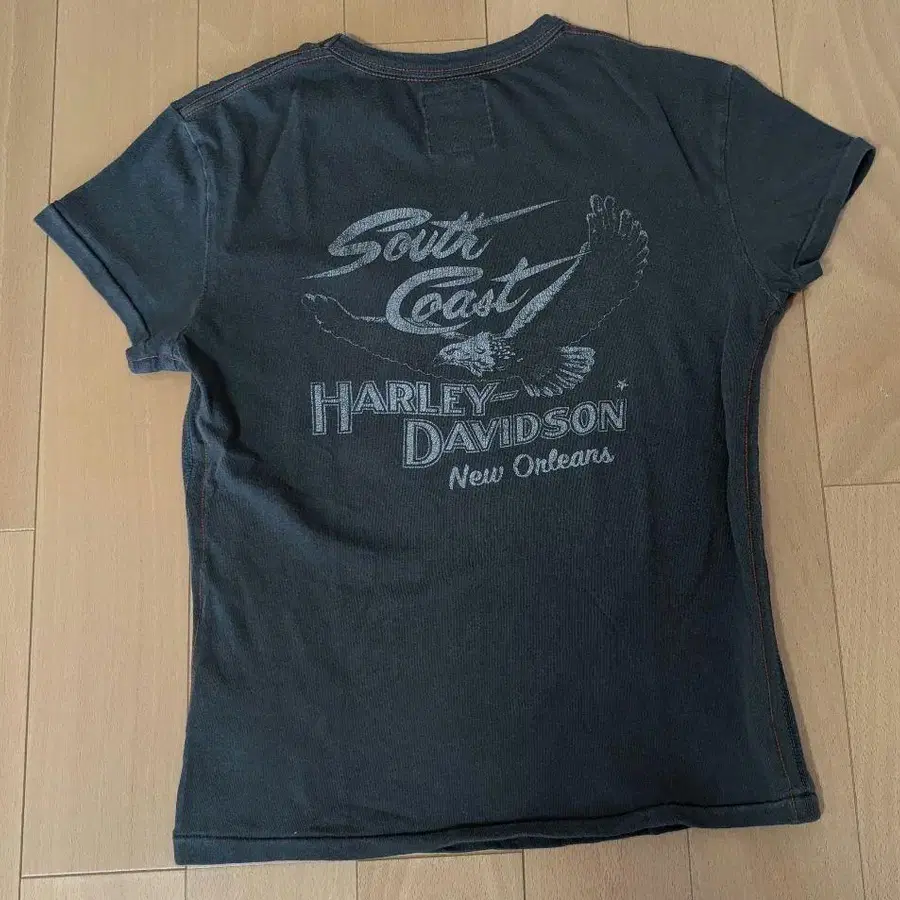 South
Coast
HARLEY-
DAVIDSON
New Orleans